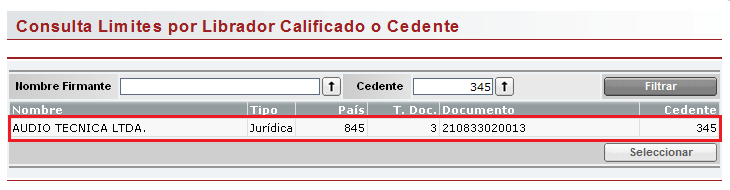 Consulta Limites por Librador Calificado o Cedente
Nombre Firmante ↑ Cedente 345 ↑ Filtrar
Nombre Tipo País T. Doc. Documento Cedente
AUDIO TECNICA LTDA. Jurídica 845 3 210833020013 345
Seleccionar